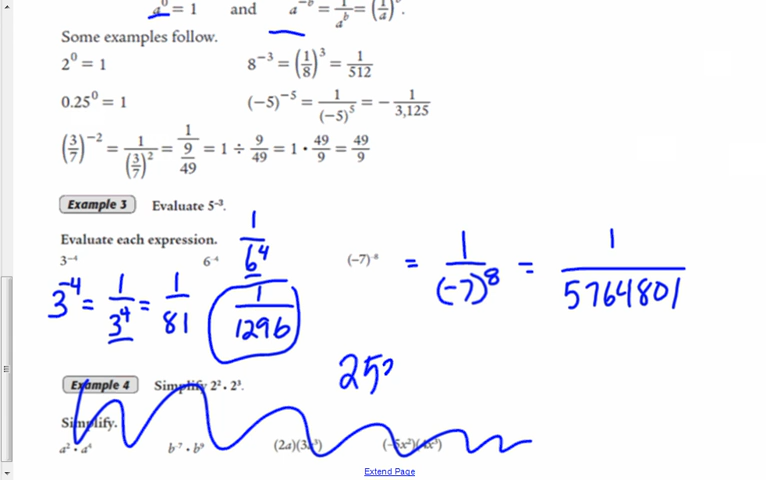 a⁰ = 1 and a⁻ᵇ = 1/aᵇ = (1/a)ᵇ.
Some examples follow.
2⁰ = 1 8⁻³ = (1/8)³ = 1/512
0.25⁰ = 1 (−5)⁻⁵ = 1/(−5)⁵ = − 1/3,125
(3/7)⁻² = 1/(3/7)² = 1/(9/49) = 1 ÷ 9/49 = 1 • 49/9 = 49/9
Example 3 Evaluate 5⁻³.
Evaluate each expression.
3⁻⁴ 6⁻⁴ (−7)⁻⁸
3⁻⁴ = 1/3⁴ = 1/81 1/6⁴ = 1/(−7)⁸ = 1/5764801
1/1296
Example 4 Simplify 2² • 2³.
Simplify.
a² • a⁴ b⁻⁷ • b⁹
Extend Page